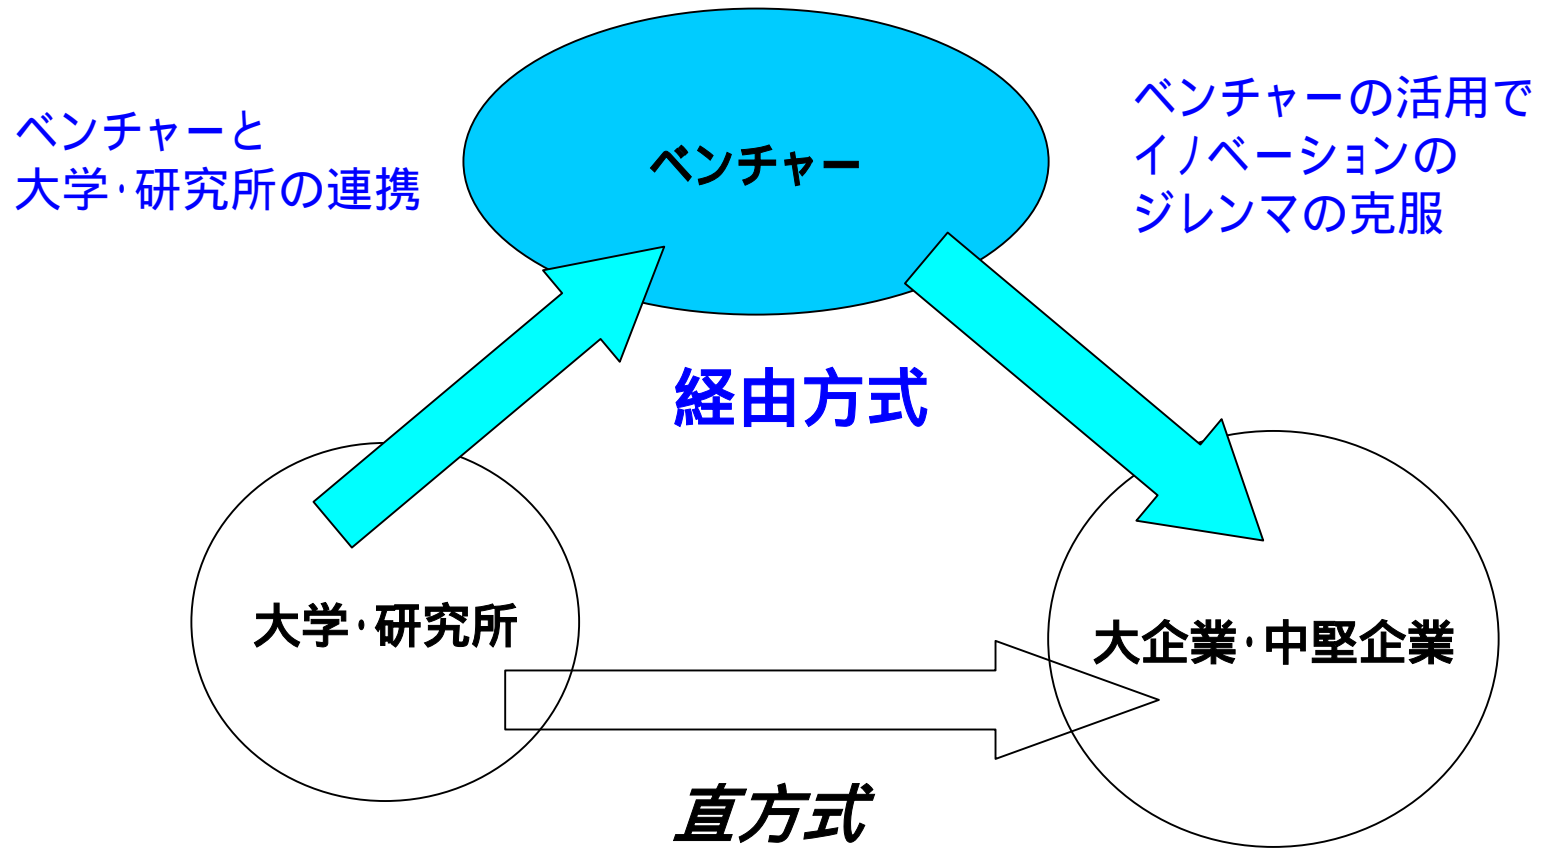 ベンチャーと
大学・研究所の連携
ベンチャー
ベンチャーの活用で
イノベーションの
ジレンマの克服
経由方式
大学・研究所
大企業・中堅企業
直方式